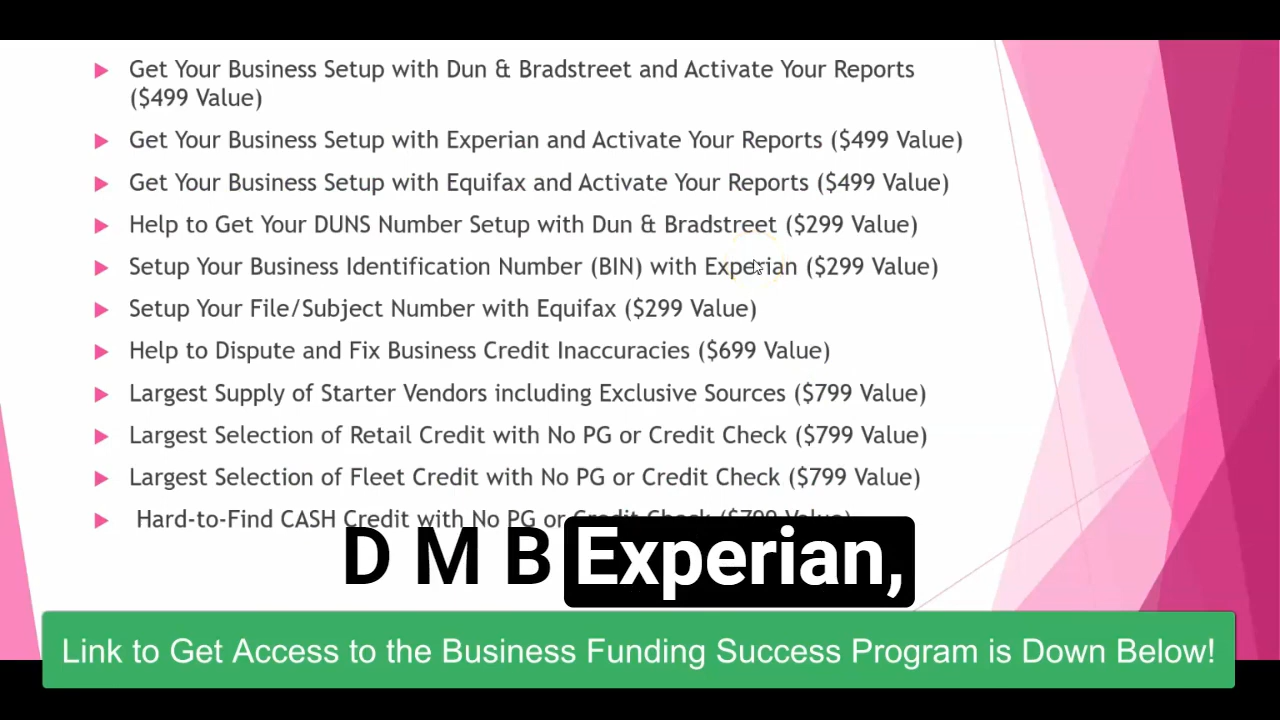 Get Your Business Setup with Dun & Bradstreet and Activate Your Reports
($499 Value)
Get Your Business Setup with Experian and Activate Your Reports ($499 Value)
Get Your Business Setup with Equifax and Activate Your Reports ($499 Value)
Help to Get Your DUNS Number Setup with Dun & Bradstreet ($299 Value)
Setup Your Business Identification Number (BIN) with Experian ($299 Value)
Setup Your File/Subject Number with Equifax ($299 Value)
Help to Dispute and Fix Business Credit Inaccuracies ($699 Value)
Largest Supply of Starter Vendors including Exclusive Sources ($799 Value)
Largest Selection of Retail Credit with No PG or Credit Check ($799 Value)
Largest Selection of Fleet Credit with No PG or Credit Check ($799 Value)
Hard-to-Find CASH Credit with No PG or Credit Check ($799 Value)
D M B Experian,
Link to Get Access to the Business Funding Success Program is Down Below!